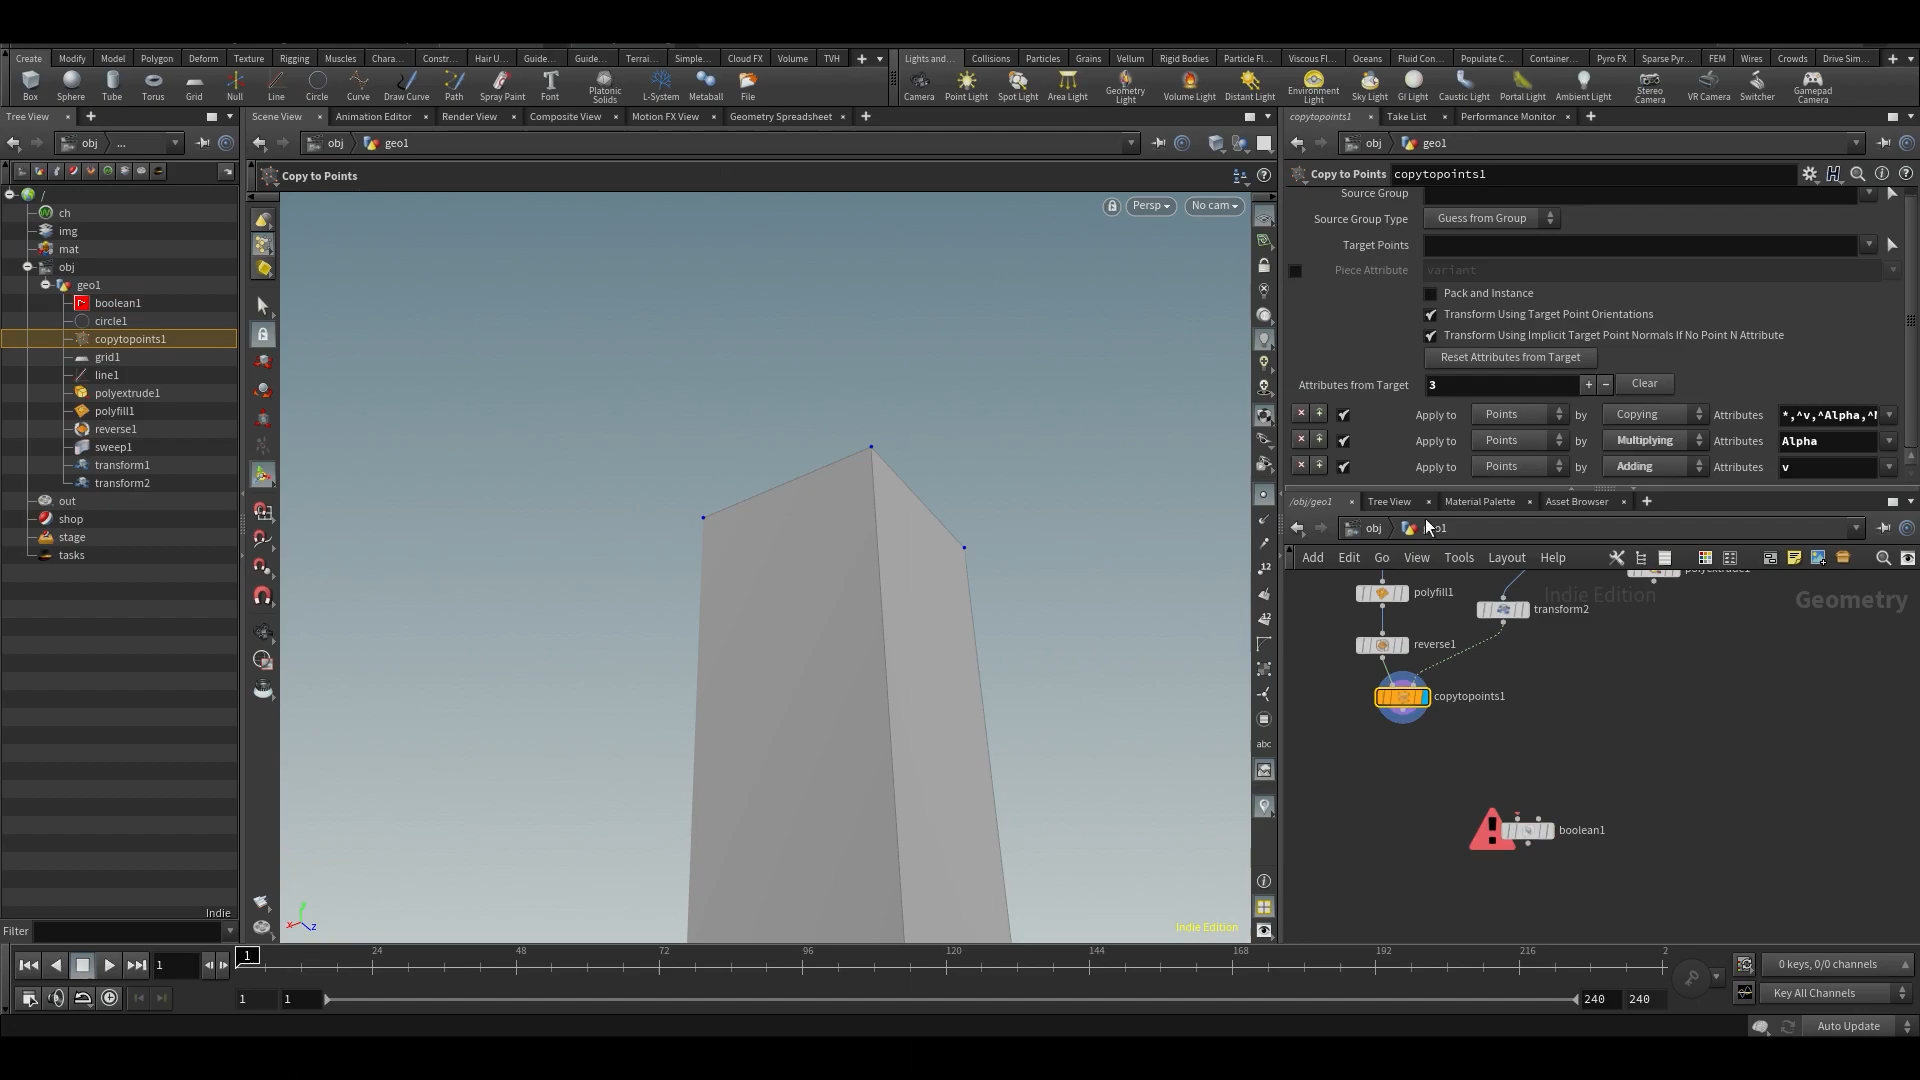 Create Modify Model Polygon Deform Texture Rigging Muscles Chara... Constr... Hair U... Guide... Guide... Terrai... Simple... Cloud FX Volume TVH
Lights and... Collisions Particles Grains Vellum Rigid Bodies Particle Fl... Viscous Fl... Oceans Fluid Con... Populate C... Container... Pyro FX Sparse Pyr... FEM Wires Crowds Drive Sim...
Box Sphere Tube Torus Grid Null Line Circle Curve Draw Curve Path Spray Paint Font Platonic Solids L-System Metaball File
Camera Point Light Spot Light Area Light Geometry Light Volume Light Distant Light Environment Light Sky Light GI Light Caustic Light Portal Light Ambient Light Stereo Camera VR Camera Switcher Gamepad Camera
Tree View
Scene View Animation Editor Render View Composite View Motion FX View Geometry Spreadsheet
copytopoints1 Take List Performance Monitor
obj ...
obj geo1
obj geo1
Copy to Points
Copy to Points copytopoints1
/
ch
img
mat
obj
geo1
boolean1
circle1
copytopoints1
grid1
line1
polyextrude1
polyfill1
reverse1
sweep1
transform1
transform2
out
shop
stage
tasks
Indie
Filter
Persp
No cam
12
12
abc
x z
Indie Edition
Source Group
Source Group Type Guess from Group
Target Points
Piece Attribute variant
Pack and Instance
Transform Using Target Point Orientations
Transform Using Implicit Target Point Normals If No Point N Attribute
Reset Attributes from Target
Attributes from Target 3 + − Clear
Apply to Points by Copying Attributes *,^v,^Alpha,^
Apply to Points by Multiplying Attributes Alpha
Apply to Points by Adding Attributes v
/obj/geo1 Tree View Material Palette Asset Browser
obj
Add Edit Go View Tools Layout Help
Indie Edition
Geometry
polyextrude1
polyfill1
transform2
reverse1
copytopoints1
boolean1
1
1 24 48 72 96 120 144 168 192 216 2
0 keys, 0/0 channels
1 1 240 240
Key All Channels
Auto Update